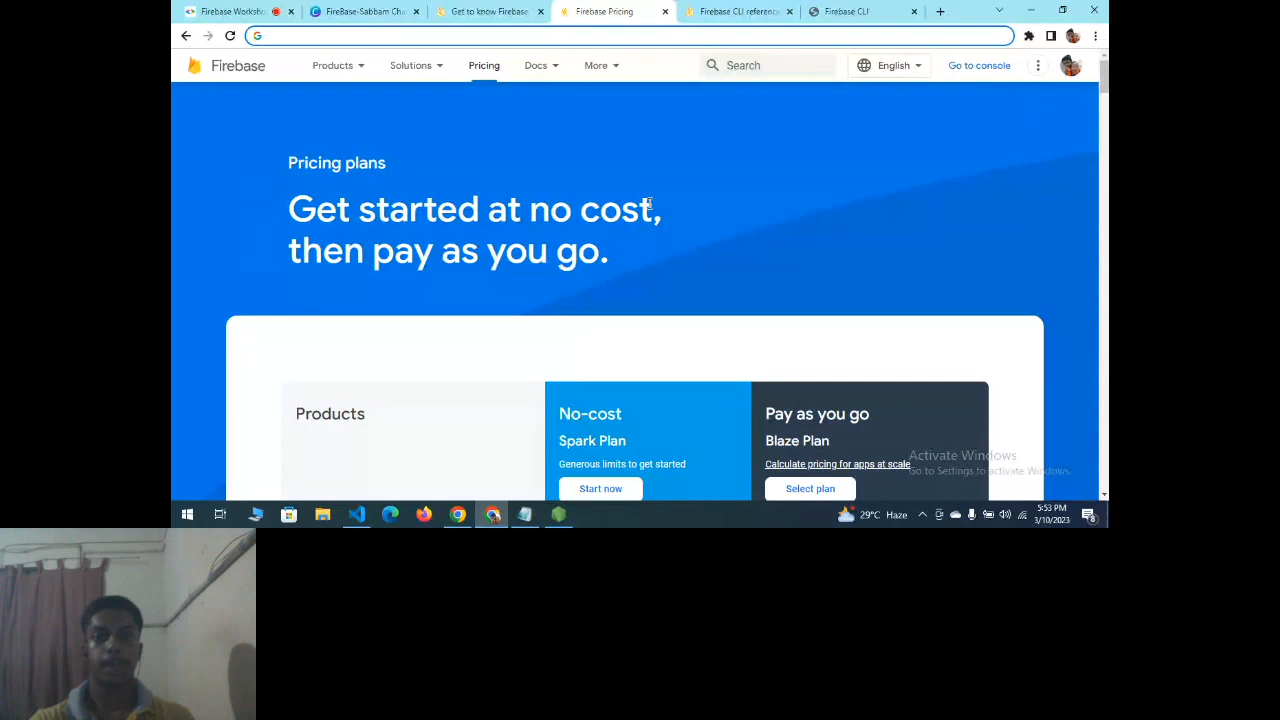 Firebase Worksho
FireBase-Sabbam Cha
Get to know Firebase
Firebase Pricing
Firebase CLI reference
Firebase CLI
Firebase
Products
Solutions
Pricing
Docs
More
Search
English
Go to console
Pricing plans
Get started at no cost,
then pay as you go.
Products
No-cost
Spark Plan
Generous limits to get started
Start now
Pay as you go
Blaze Plan
Calculate pricing for apps at scale
Select plan
Activate Windows
Go to Settings to activate Windows.
29°C Haze
5:53 PM
3/10/2023
8